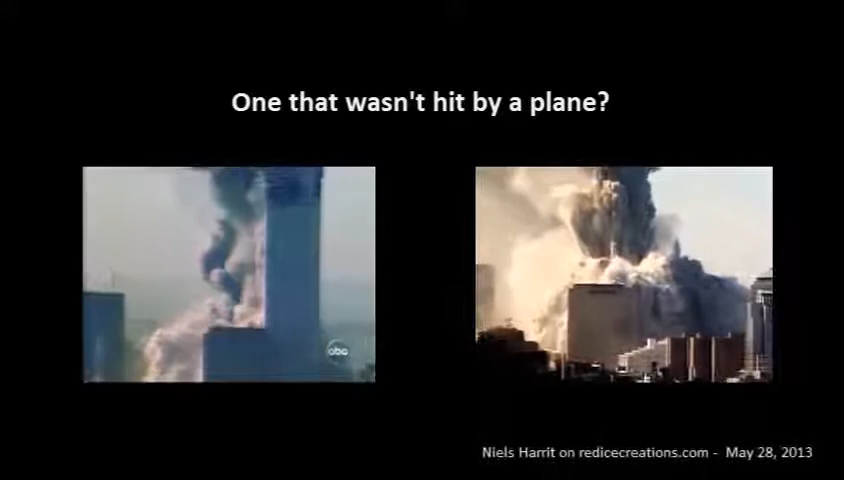 One that wasn't hit by a plane?
abc
Niels Harrit on redicecreations.com - May 28, 2013